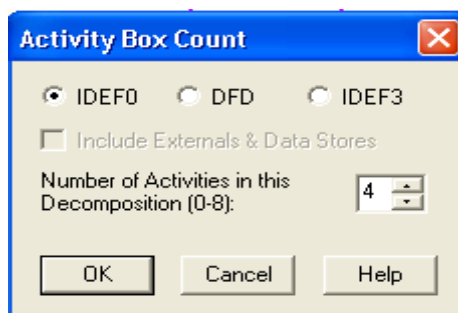 Activity Box Count
IDEF0 DFD IDEF3
Include Externals & Data Stores
Number of Activities in this
Decomposition (0-8):
4
OK Cancel Help